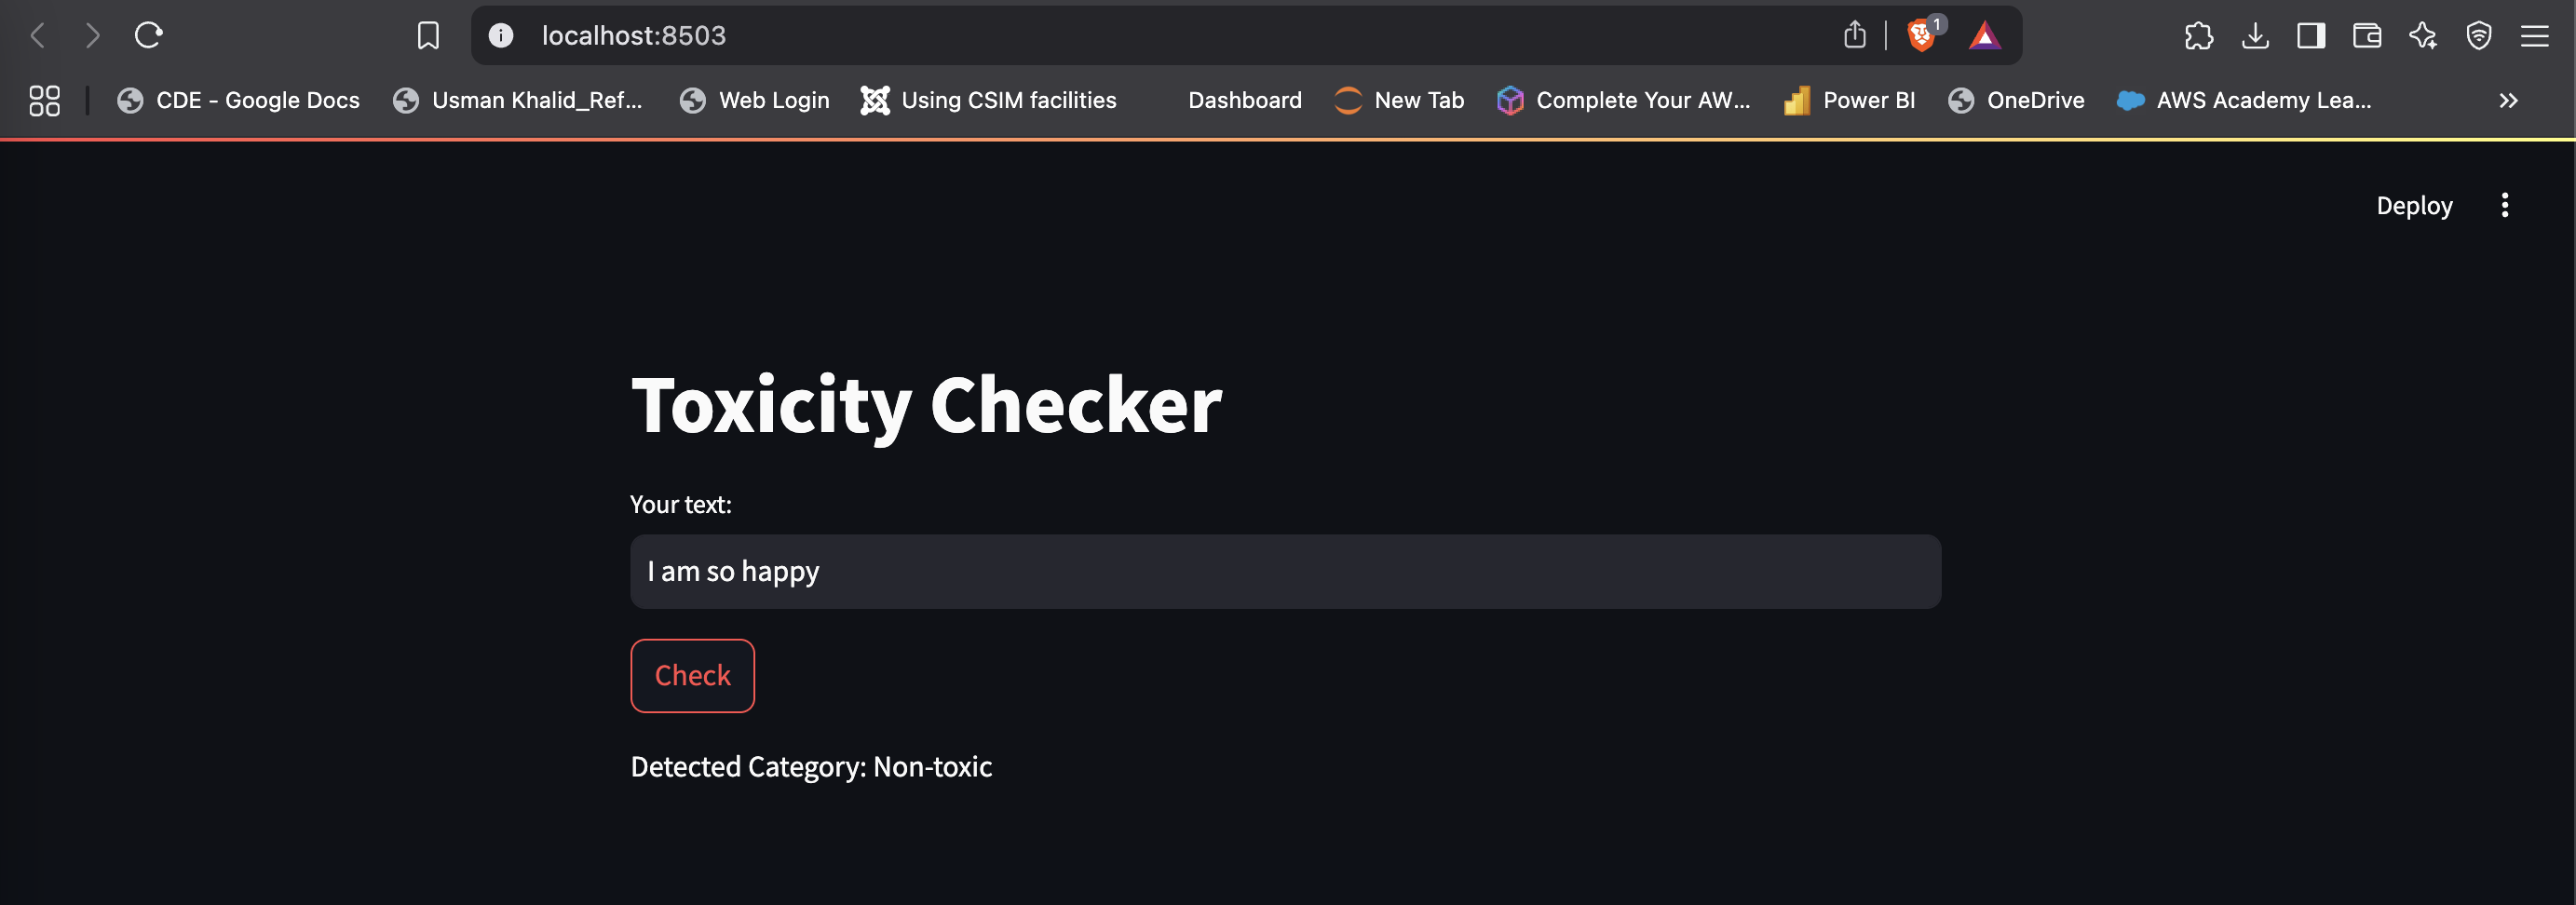 localhost:8503
1
CDE - Google Docs Usman Khalid_Ref... Web Login Using CSIM facilities Dashboard New Tab Complete Your AW... Power BI OneDrive AWS Academy Lea...
Deploy
Toxicity Checker
Your text:
I am so happy
Check
Detected Category: Non-toxic